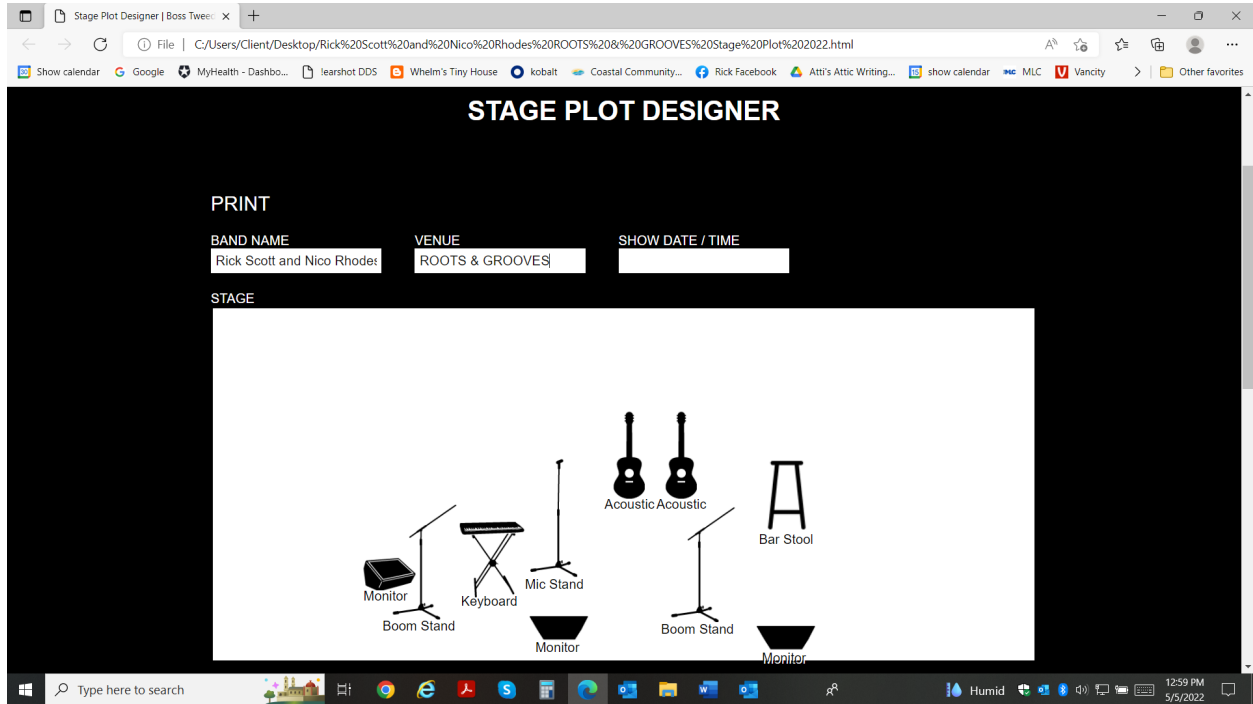 Stage Plot Designer | Boss Tweed
File | C:/Users/Client/Desktop/Rick%20Scott%20and%20Nico%20Rhodes%20ROOTS%20&%20GROOVES%20Stage%20Plot%202022.html
Show calendar Google MyHealth - Dashbo... !earshot DDS Whelm's Tiny House kobalt Coastal Community... Rick Facebook Atti's Attic Writing... show calendar MLC Vancity Other favorites
STAGE PLOT DESIGNER
PRINT
BAND NAME VENUE SHOW DATE / TIME
Rick Scott and Nico Rhodes ROOTS & GROOVES
STAGE
Acoustic Acoustic
Bar Stool
Mic Stand
Monitor Keyboard
Boom Stand Boom Stand
Monitor
Monitor
Type here to search Humid 12:59 PM
5/5/2022